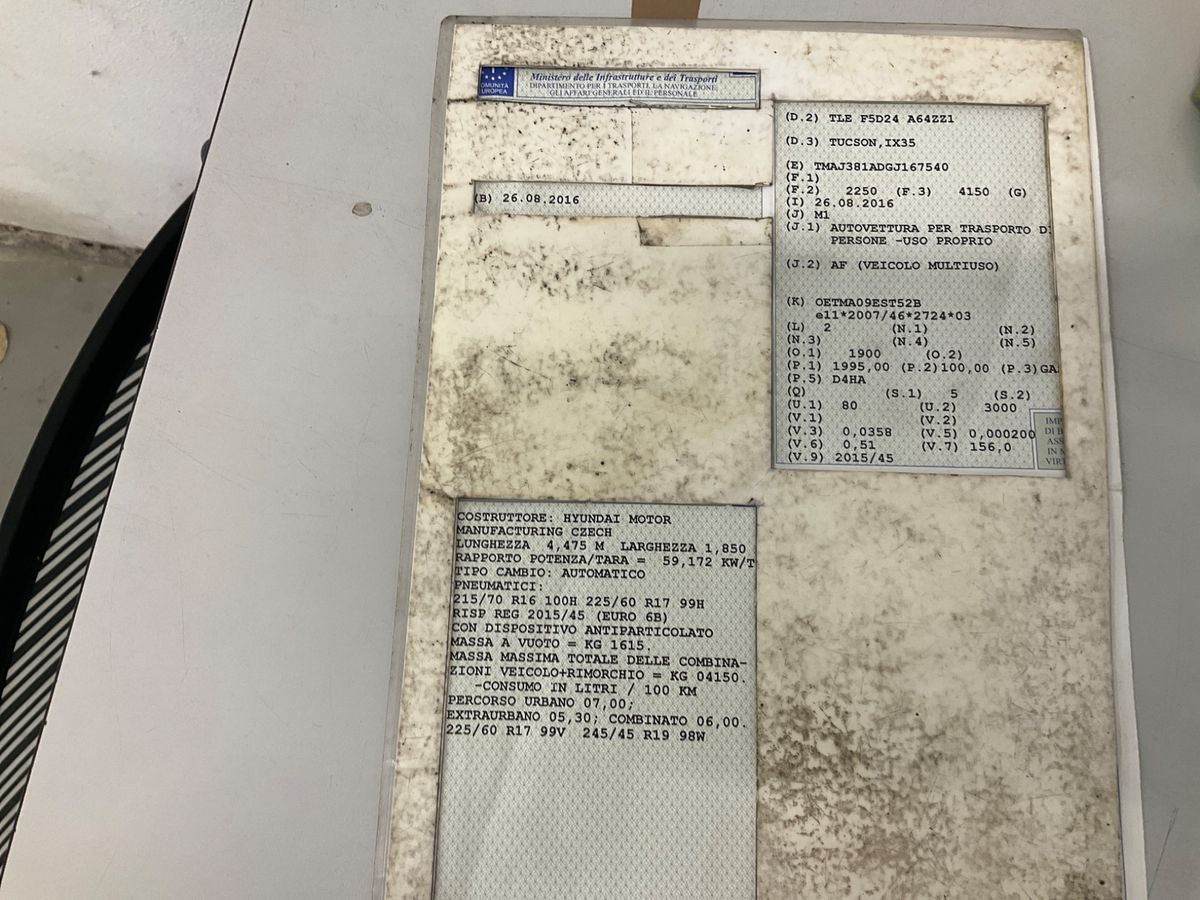 COMUNITÀ
EUROPEA
Ministero delle Infrastrutture e dei Trasporti
DIPARTIMENTO PER I TRASPORTI, LA NAVIGAZIONE,
GLI AFFARI GENERALI ED IL PERSONALE
(B) 26.08.2016
(D.2) TLE F5D24 A64ZZ1
(D.3) TUCSON,IX35
(E) TMAJ381ADGJ167540
(F.1)
(F.2) 2250 (F.3) 4150 (G)
(I) 26.08.2016
(J) M1
(J.1) AUTOVETTURA PER TRASPORTO DI
PERSONE -USO PROPRIO
(J.2) AF (VEICOLO MULTIUSO)
(K) OETMA09EST52B
e11*2007/46*2724*03
(L) 2 (N.1) (N.2)
(N.3) (N.4) (N.5)
(O.1) 1900 (O.2)
(P.1) 1995,00 (P.2)100,00 (P.3)GA
(P.5) D4HA
(Q) (S.1) 5 (S.2)
(U.1) 80 (U.2) 3000
(V.1) (V.2)
(V.3) 0,0358 (V.5) 0,000200
(V.6) 0,51 (V.7) 156,0
(V.9) 2015/45
IMP
DI B
ASS
IN M
VIRT
COSTRUTTORE: HYUNDAI MOTOR
MANUFACTURING CZECH
LUNGHEZZA 4,475 M LARGHEZZA 1,850
RAPPORTO POTENZA/TARA = 59,172 KW/T
TIPO CAMBIO: AUTOMATICO
PNEUMATICI:
215/70 R16 100H 225/60 R17 99H
RISP REG 2015/45 (EURO 6B)
CON DISPOSITIVO ANTIPARTICOLATO
MASSA A VUOTO = KG 1615.
MASSA MASSIMA TOTALE DELLE COMBINA-
ZIONI VEICOLO+RIMORCHIO = KG 04150.
-CONSUMO IN LITRI / 100 KM
PERCORSO URBANO 07,00;
EXTRAURBANO 05,30; COMBINATO 06,00.
225/60 R17 99V 245/45 R19 98W